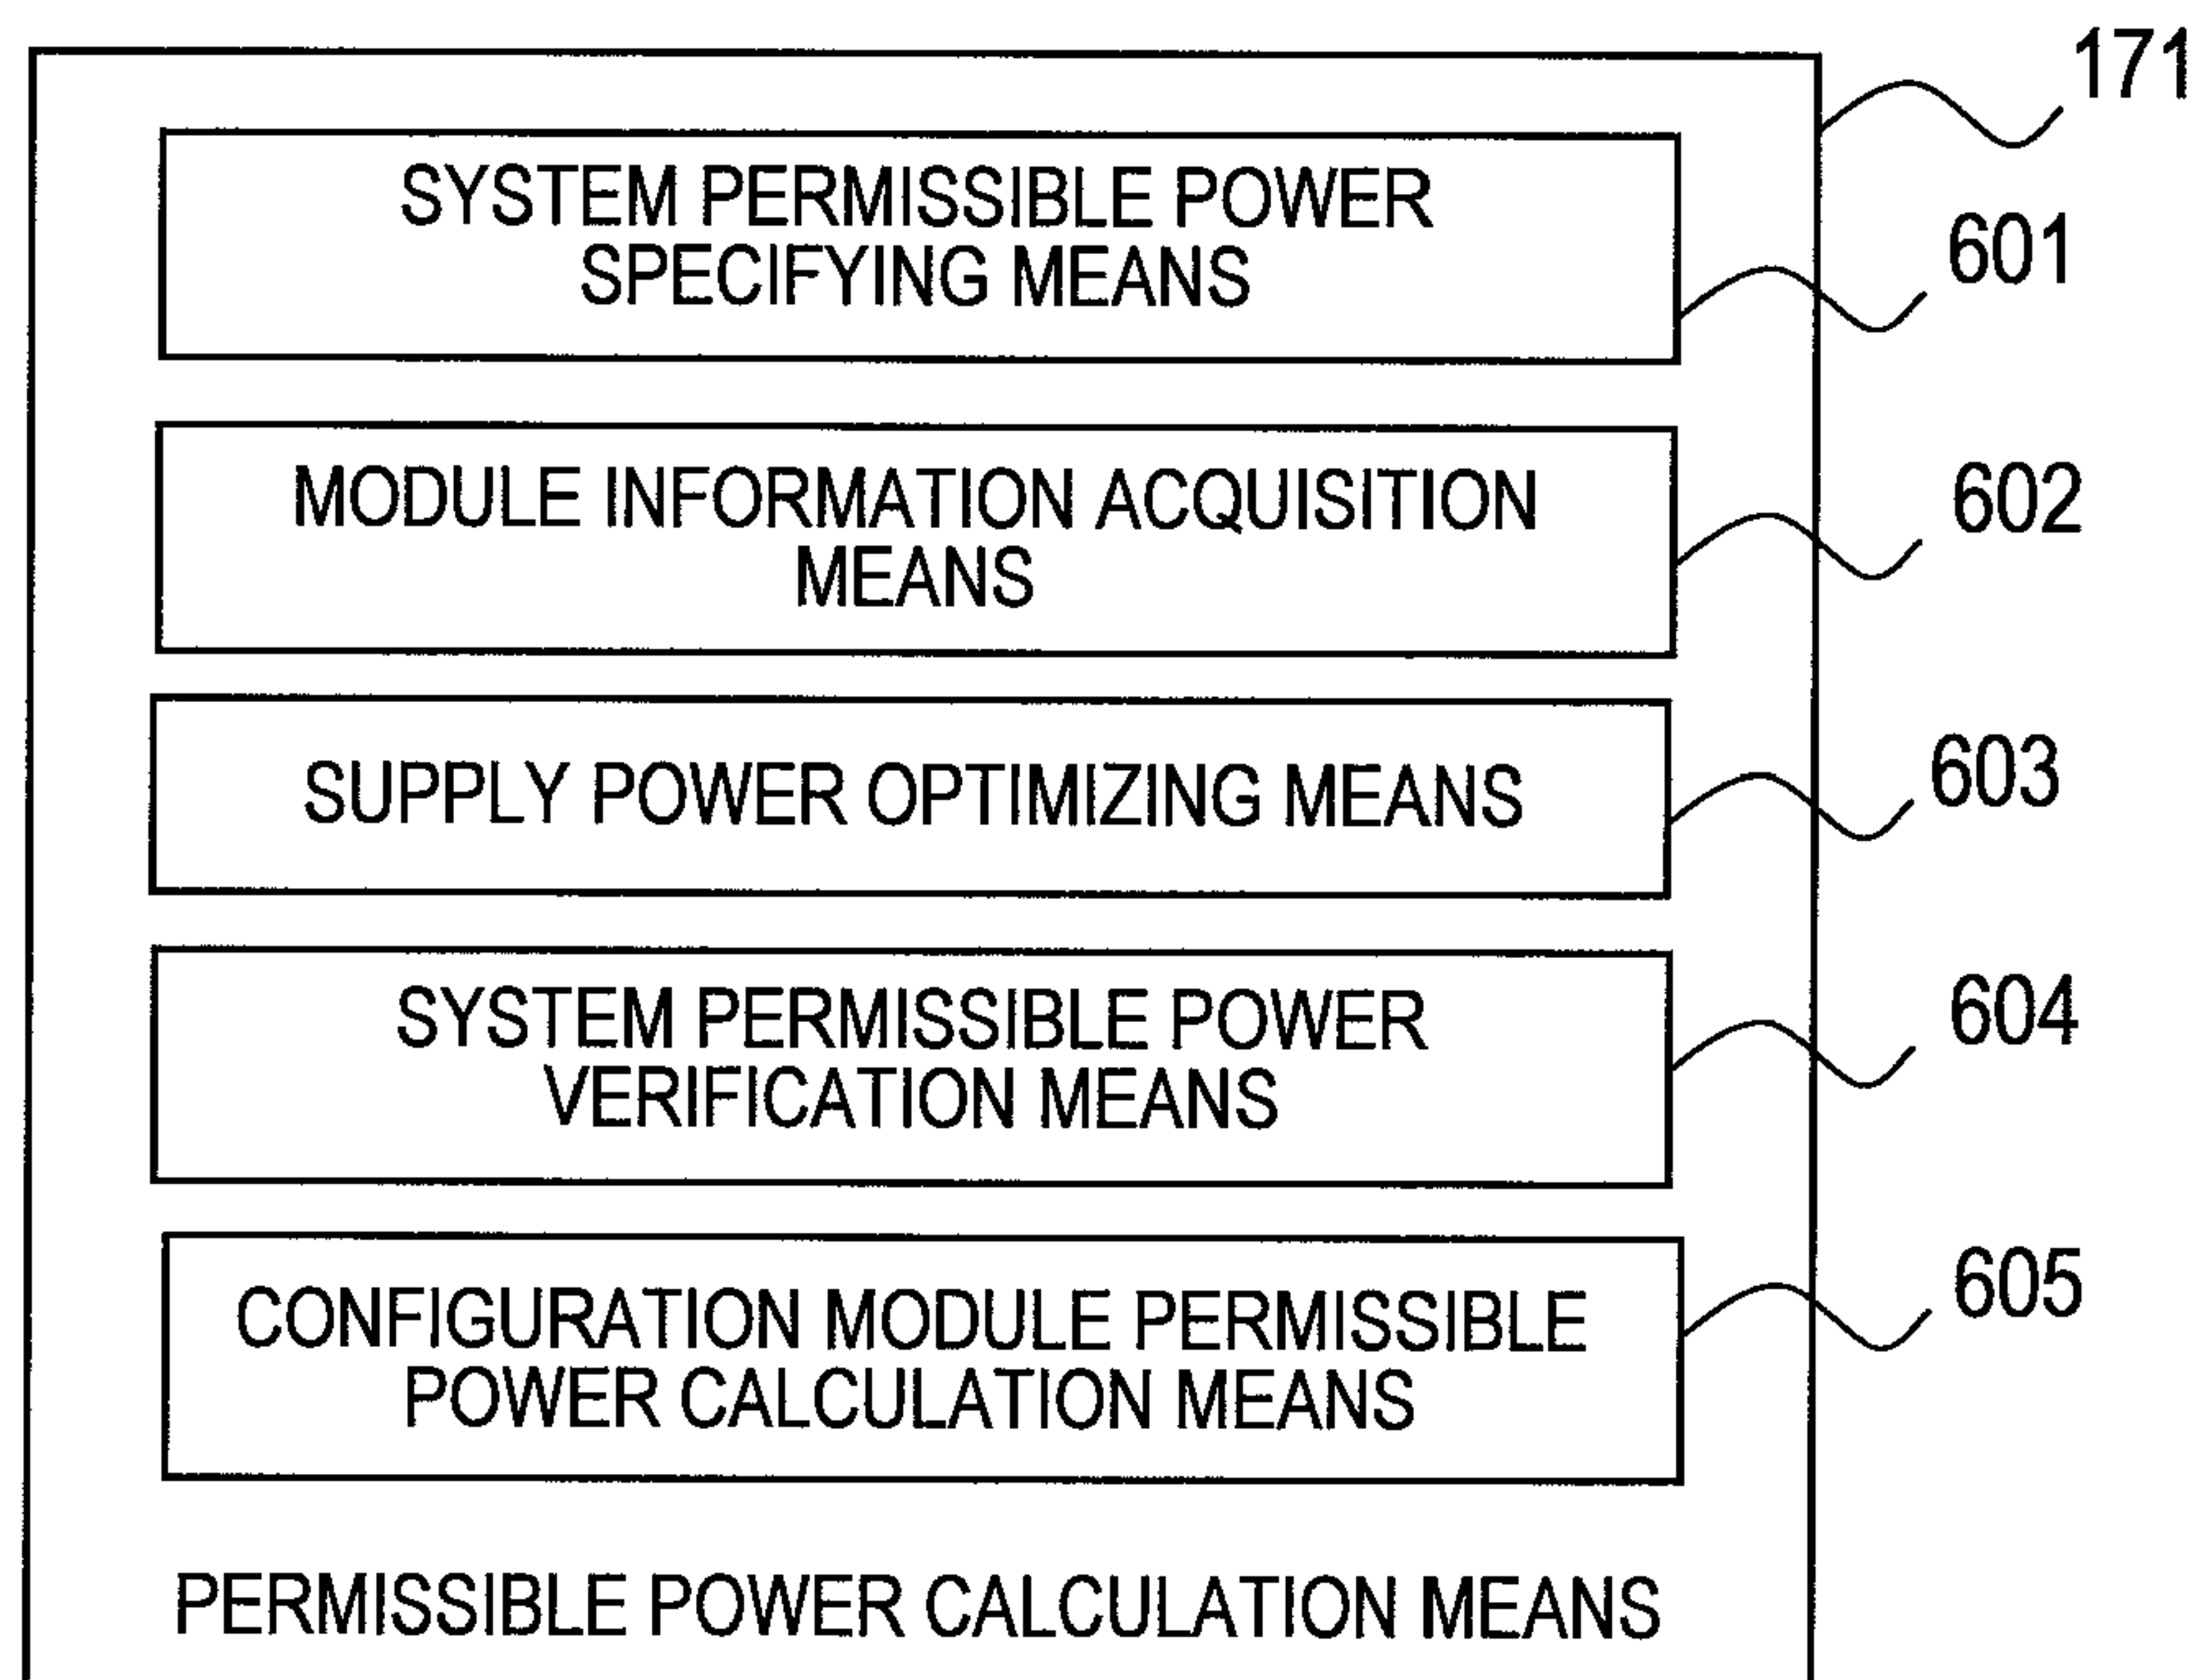 171
SYSTEM PERMISSIBLE POWER
SPECIFYING MEANS
601
MODULE INFORMATION ACQUISITION
MEANS
602
SUPPLY POWER OPTIMIZING MEANS
603
SYSTEM PERMISSIBLE POWER
VERIFICATION MEANS
604
CONFIGURATION MODULE PERMISSIBLE
POWER CALCULATION MEANS
605
PERMISSIBLE POWER CALCULATION MEANS